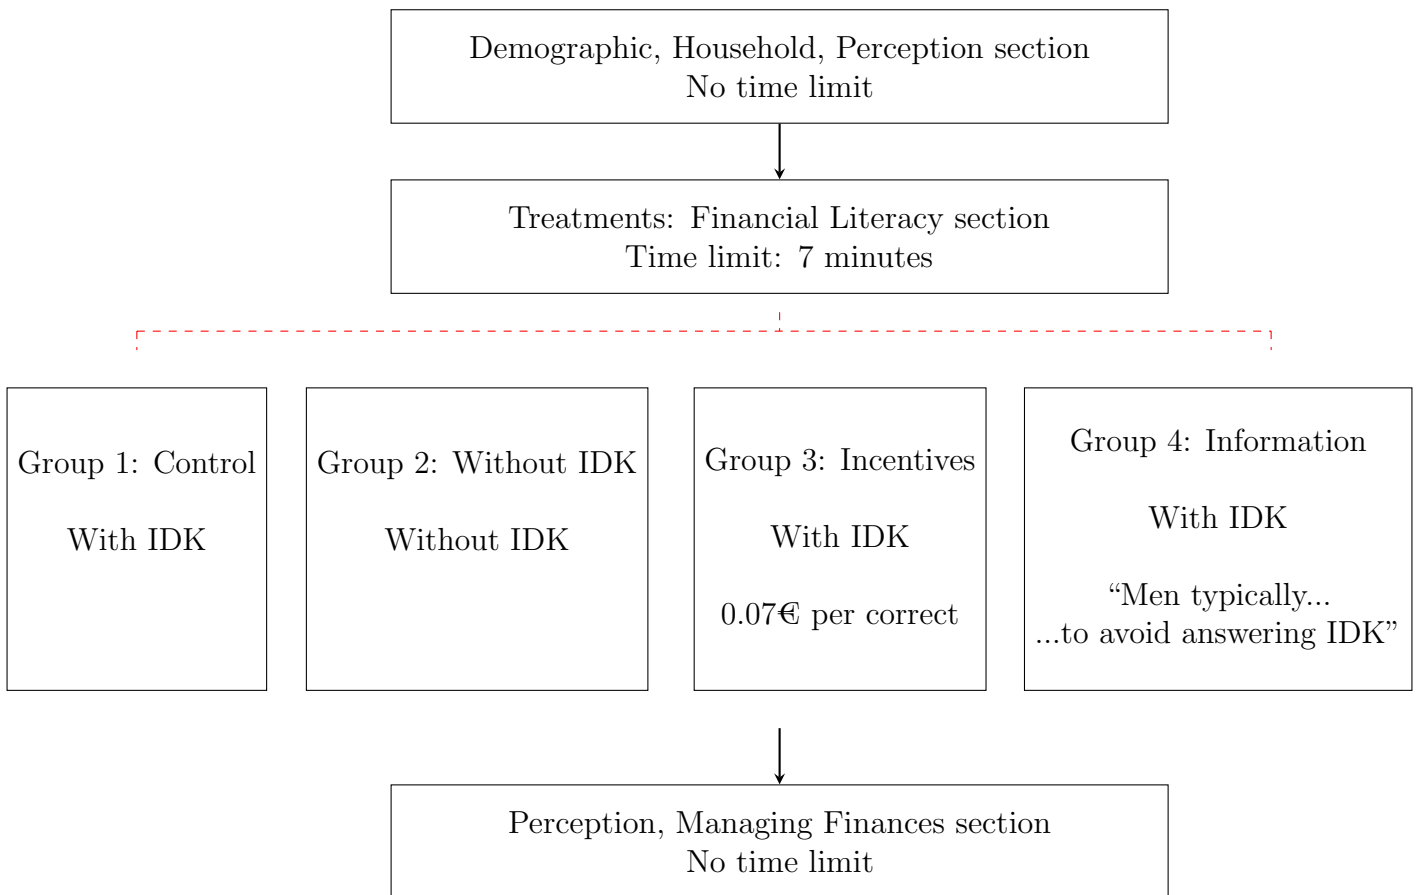 Demographic, Household, Perception section
No time limit
Treatments: Financial Literacy section
Time limit: 7 minutes
Group 1: Control
With IDK
Group 2: Without IDK
Without IDK
Group 3: Incentives
With IDK
0.07€ per correct
Group 4: Information
With IDK
“Men typically...
...to avoid answering IDK”
Perception, Managing Finances section
No time limit